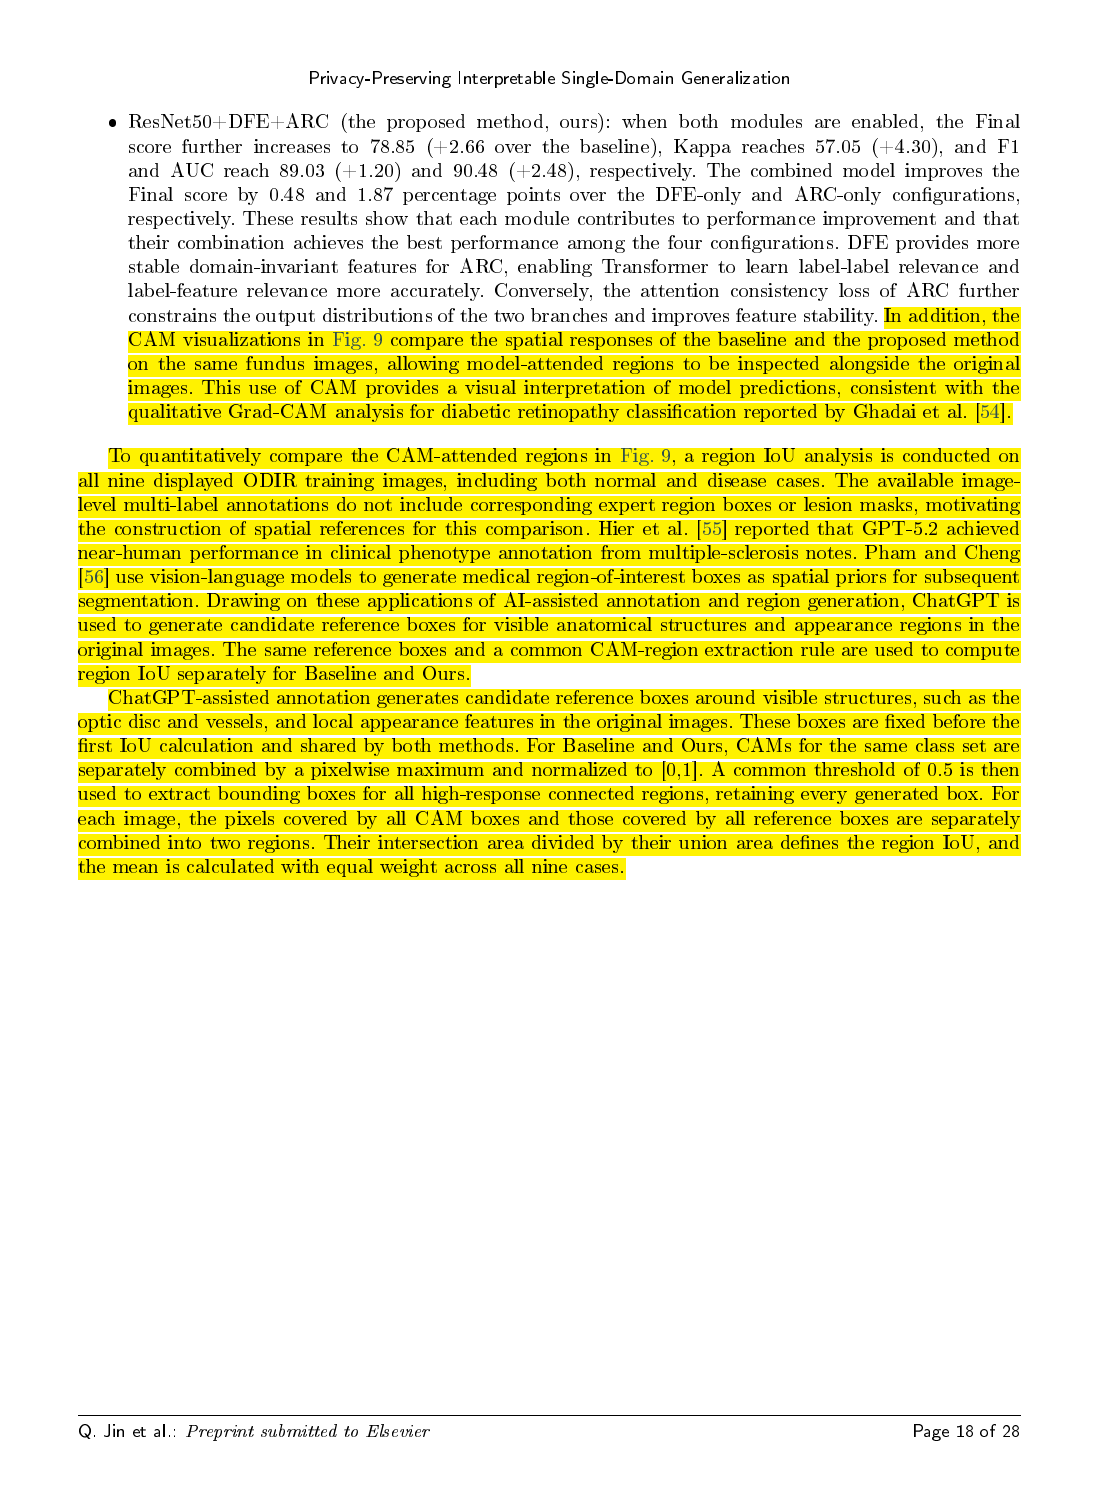 Privacy-Preserving Interpretable Single-Domain Generalization
• ResNet50+DFE+ARC (the proposed method, ours): when both modules are enabled, the Final
score further increases to 78.85 (+2.66 over the baseline), Kappa reaches 57.05 (+4.30), and F1
and AUC reach 89.03 (+1.20) and 90.48 (+2.48), respectively. The combined model improves the
Final score by 0.48 and 1.87 percentage points over the DFE-only and ARC-only configurations,
respectively. These results show that each module contributes to performance improvement and that
their combination achieves the best performance among the four configurations. DFE provides more
stable domain-invariant features for ARC, enabling Transformer to learn label-label relevance and
label-feature relevance more accurately. Conversely, the attention consistency loss of ARC further
constrains the output distributions of the two branches and improves feature stability. In addition, the
CAM visualizations in Fig. 9 compare the spatial responses of the baseline and the proposed method
on the same fundus images, allowing model-attended regions to be inspected alongside the original
images. This use of CAM provides a visual interpretation of model predictions, consistent with the
qualitative Grad-CAM analysis for diabetic retinopathy classification reported by Ghadai et al. [54].
To quantitatively compare the CAM-attended regions in Fig. 9, a region IoU analysis is conducted on
all nine displayed ODIR training images, including both normal and disease cases. The available image-
level multi-label annotations do not include corresponding expert region boxes or lesion masks, motivating
the construction of spatial references for this comparison. Hier et al. [55] reported that GPT-5.2 achieved
near-human performance in clinical phenotype annotation from multiple-sclerosis notes. Pham and Cheng
[56] use vision-language models to generate medical region-of-interest boxes as spatial priors for subsequent
segmentation. Drawing on these applications of AI-assisted annotation and region generation, ChatGPT is
used to generate candidate reference boxes for visible anatomical structures and appearance regions in the
original images. The same reference boxes and a common CAM-region extraction rule are used to compute
region IoU separately for Baseline and Ours.
ChatGPT-assisted annotation generates candidate reference boxes around visible structures, such as the
optic disc and vessels, and local appearance features in the original images. These boxes are fixed before the
first IoU calculation and shared by both methods. For Baseline and Ours, CAMs for the same class set are
separately combined by a pixelwise maximum and normalized to [0,1]. A common threshold of 0.5 is then
used to extract bounding boxes for all high-response connected regions, retaining every generated box. For
each image, the pixels covered by all CAM boxes and those covered by all reference boxes are separately
combined into two regions. Their intersection area divided by their union area defines the region IoU, and
the mean is calculated with equal weight across all nine cases.
Q. Jin et al.: Preprint submitted to Elsevier
Page 18 of 28